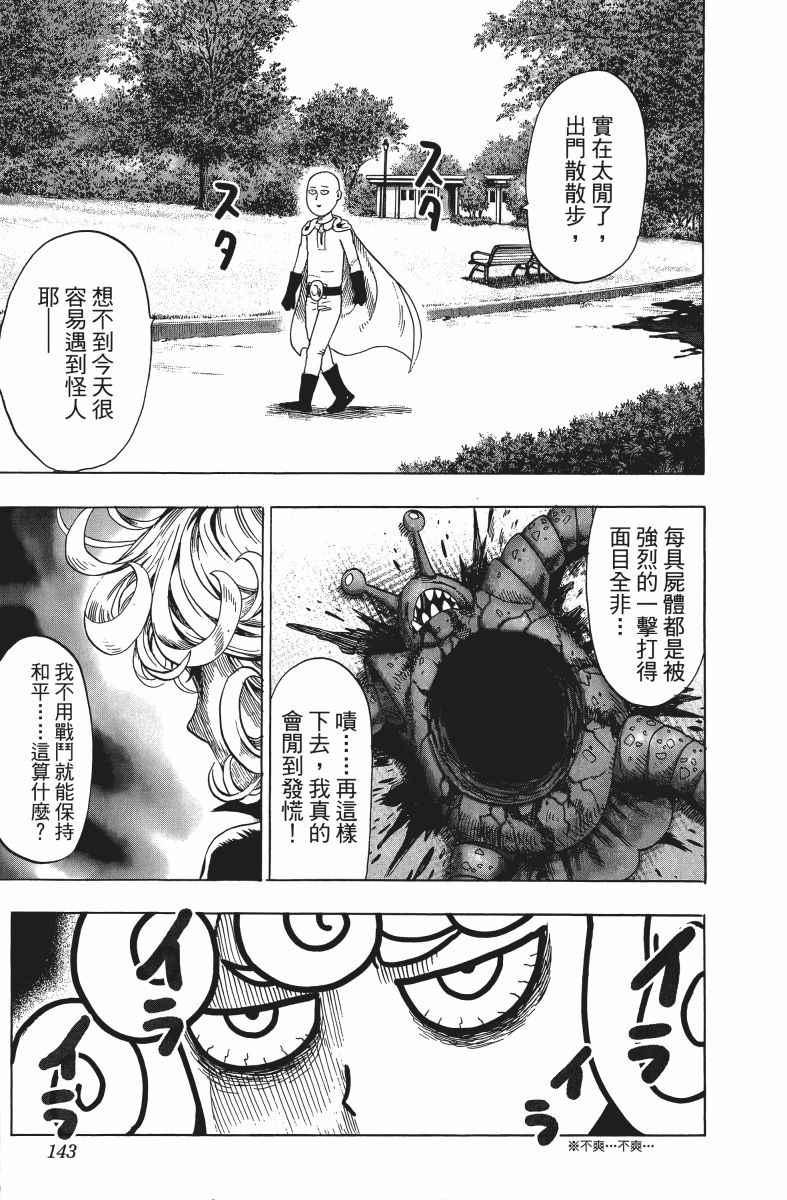 實在太閒了，
出門散散步，
スタ
スタ
想不到今天很
容易遇到怪人
耶——
每具屍體都是被
強烈的一擊打得
面目全非…
嘖……再這樣
下去，我真的
會閒到發慌！
我不用戰鬥就能保持
和平……這算什麼？
イラ
イラ
イラ
イラ
※不爽…不爽…
143